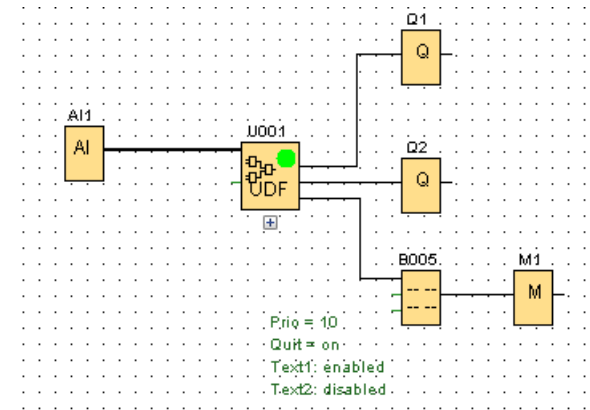 Q1
Q
AI1
AI
U001
UDF
Q2
Q
B005
M1
M
Prio = 10
Quit = on
Text1: enabled
Text2: disabled